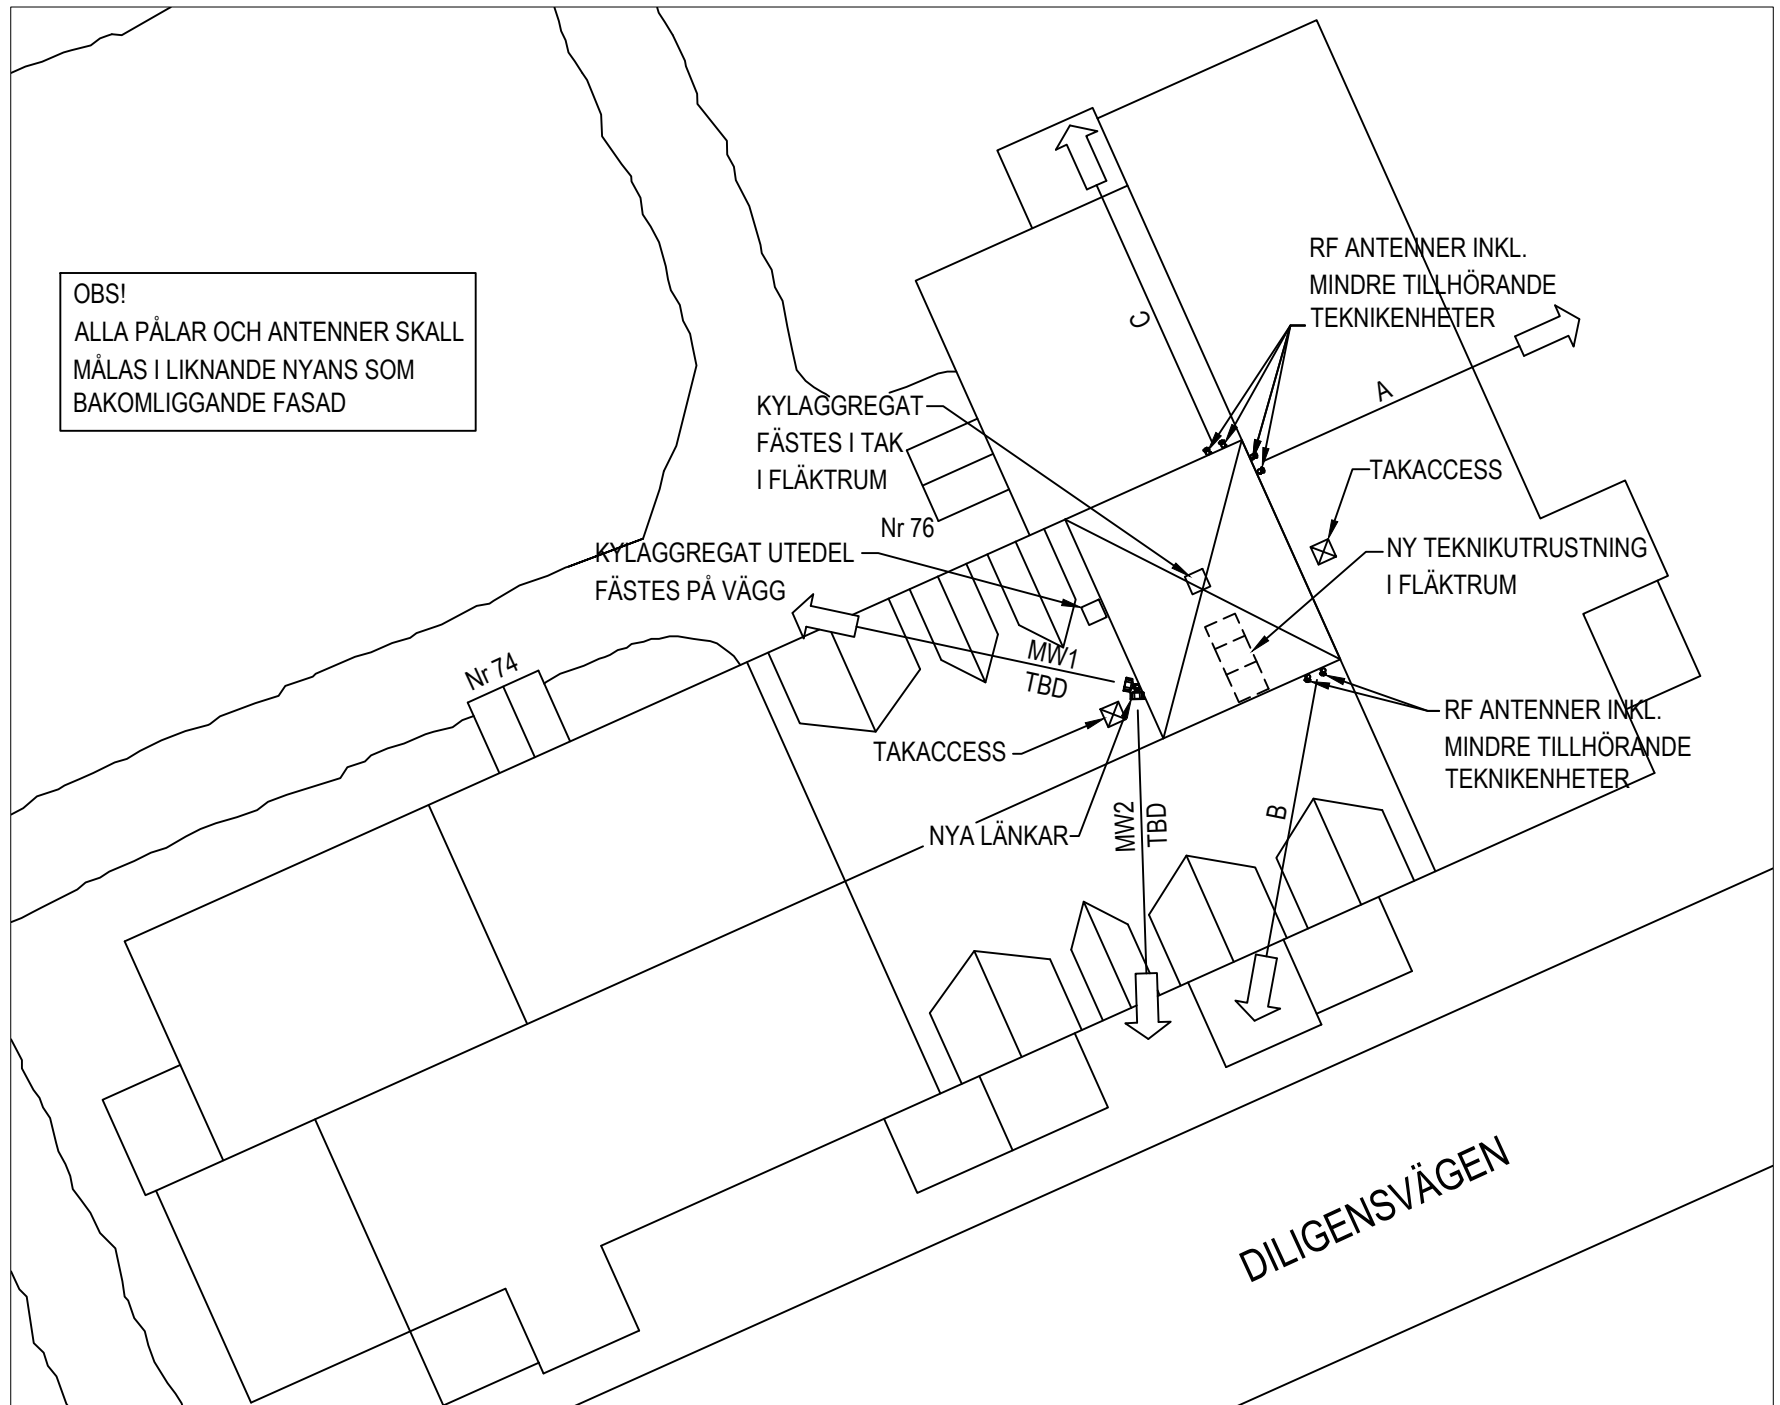 OBS!
ALLA PÅLAR OCH ANTENNER SKALL
MÅLAS I LIKNANDE NYANS SOM
BAKOMLIGGANDE FASAD
RF ANTENNER INKL.
MINDRE TILLHÖRANDE
TEKNIKENHETER
C
A
KYLAGGREGAT
FÄSTES I TAK
I FLÄKTRUM
TAKACCESS
Nr 76
KYLAGGREGAT UTEDEL
FÄSTES PÅ VÄGG
NY TEKNIKUTRUSTNING
I FLÄKTRUM
Nr 74
MW1
TBD
RF ANTENNER INKL.
MINDRE TILLHÖRANDE
TEKNIKENHETER
TAKACCESS
NYA LÄNKAR
MW2
TBD
B
DILIGENSVÄGEN